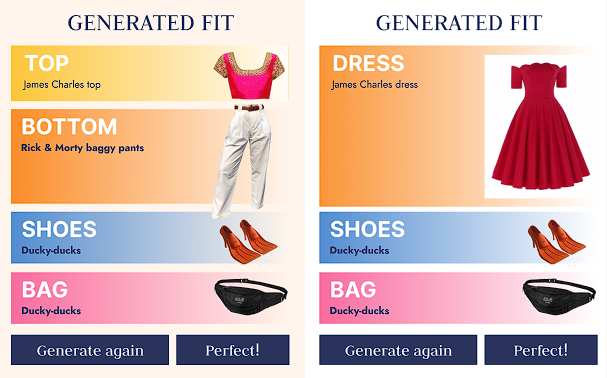 GENERATED FIT
TOP
James Charles top
BOTTOM
Rick & Morty baggy pants
SHOES
Ducky-ducks
BAG
Ducky-ducks
Generate again
Perfect!
GENERATED FIT
DRESS
James Charles dress
SHOES
Ducky-ducks
BAG
Ducky-ducks
Generate again
Perfect!